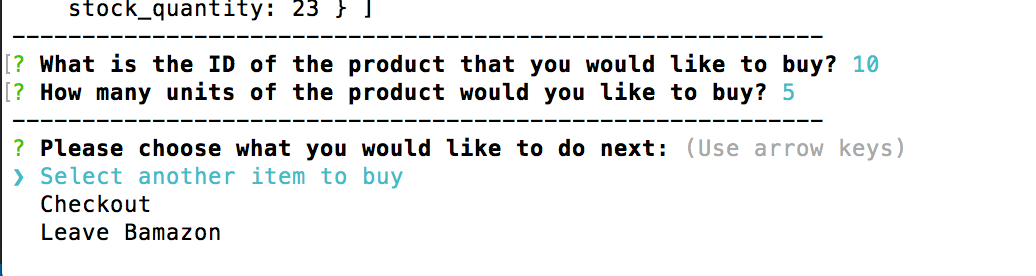 stock_quantity: 23 } ]
----------------------------------------------------------
[? What is the ID of the product that you would like to buy? 10
[? How many units of the product would you like to buy? 5
----------------------------------------------------------
? Please choose what you would like to do next: (Use arrow keys)
❯ Select another item to buy
Checkout
Leave Bamazon